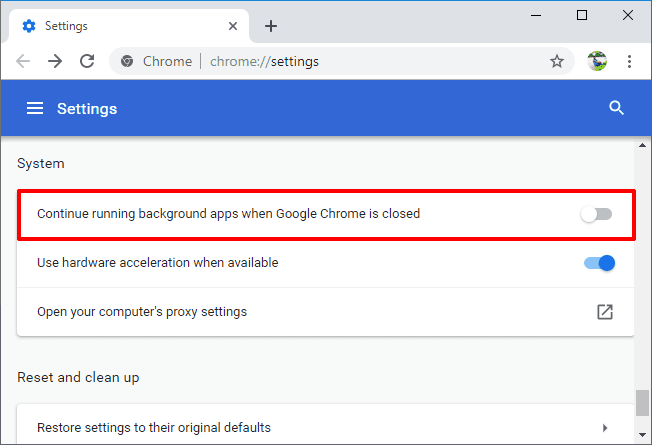 Settings
Chrome | chrome://settings
Settings
System
Continue running background apps when Google Chrome is closed
Use hardware acceleration when available
Open your computer's proxy settings
Reset and clean up
Restore settings to their original defaults